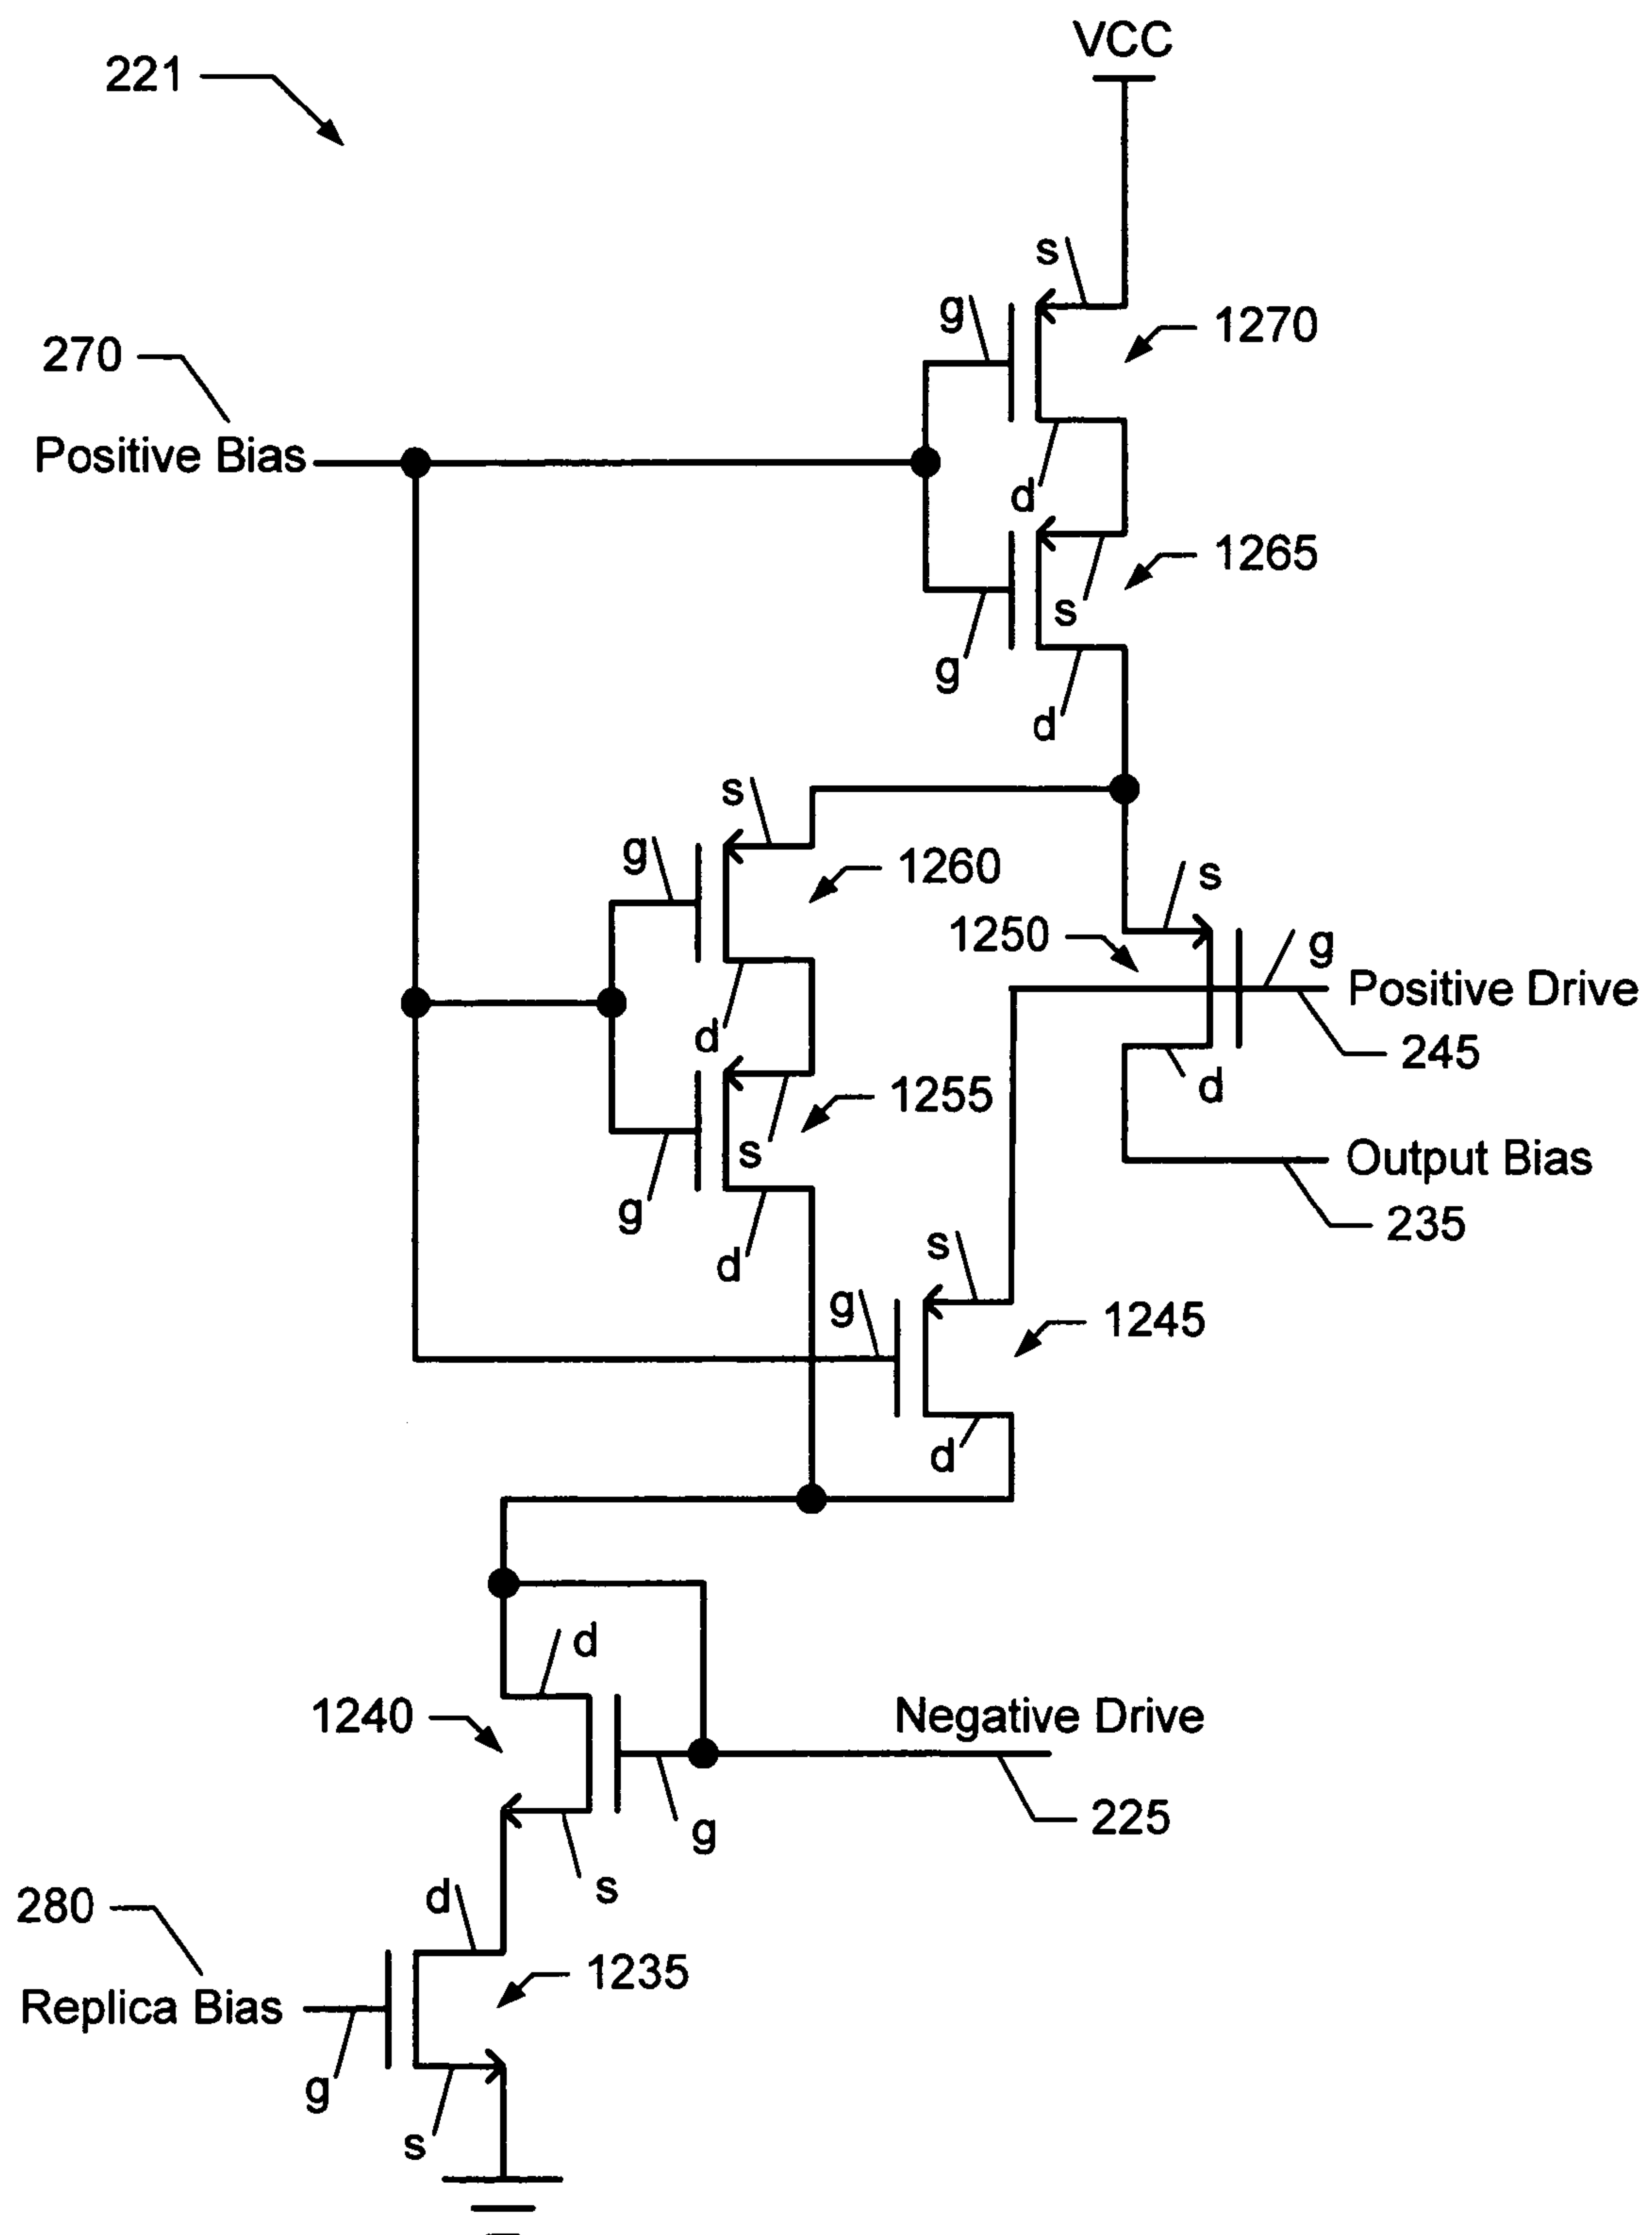 VCC
221
s
g
1270
270
Positive Bias
d
1265
s
g
d
s
g
1260
s
1250
g
Positive Drive
d
245
d
1255
s
Output Bias
g
235
d
s
g
1245
d
d
1240
Negative Drive
225
g
s
280
d
1235
Replica Bias
g
s